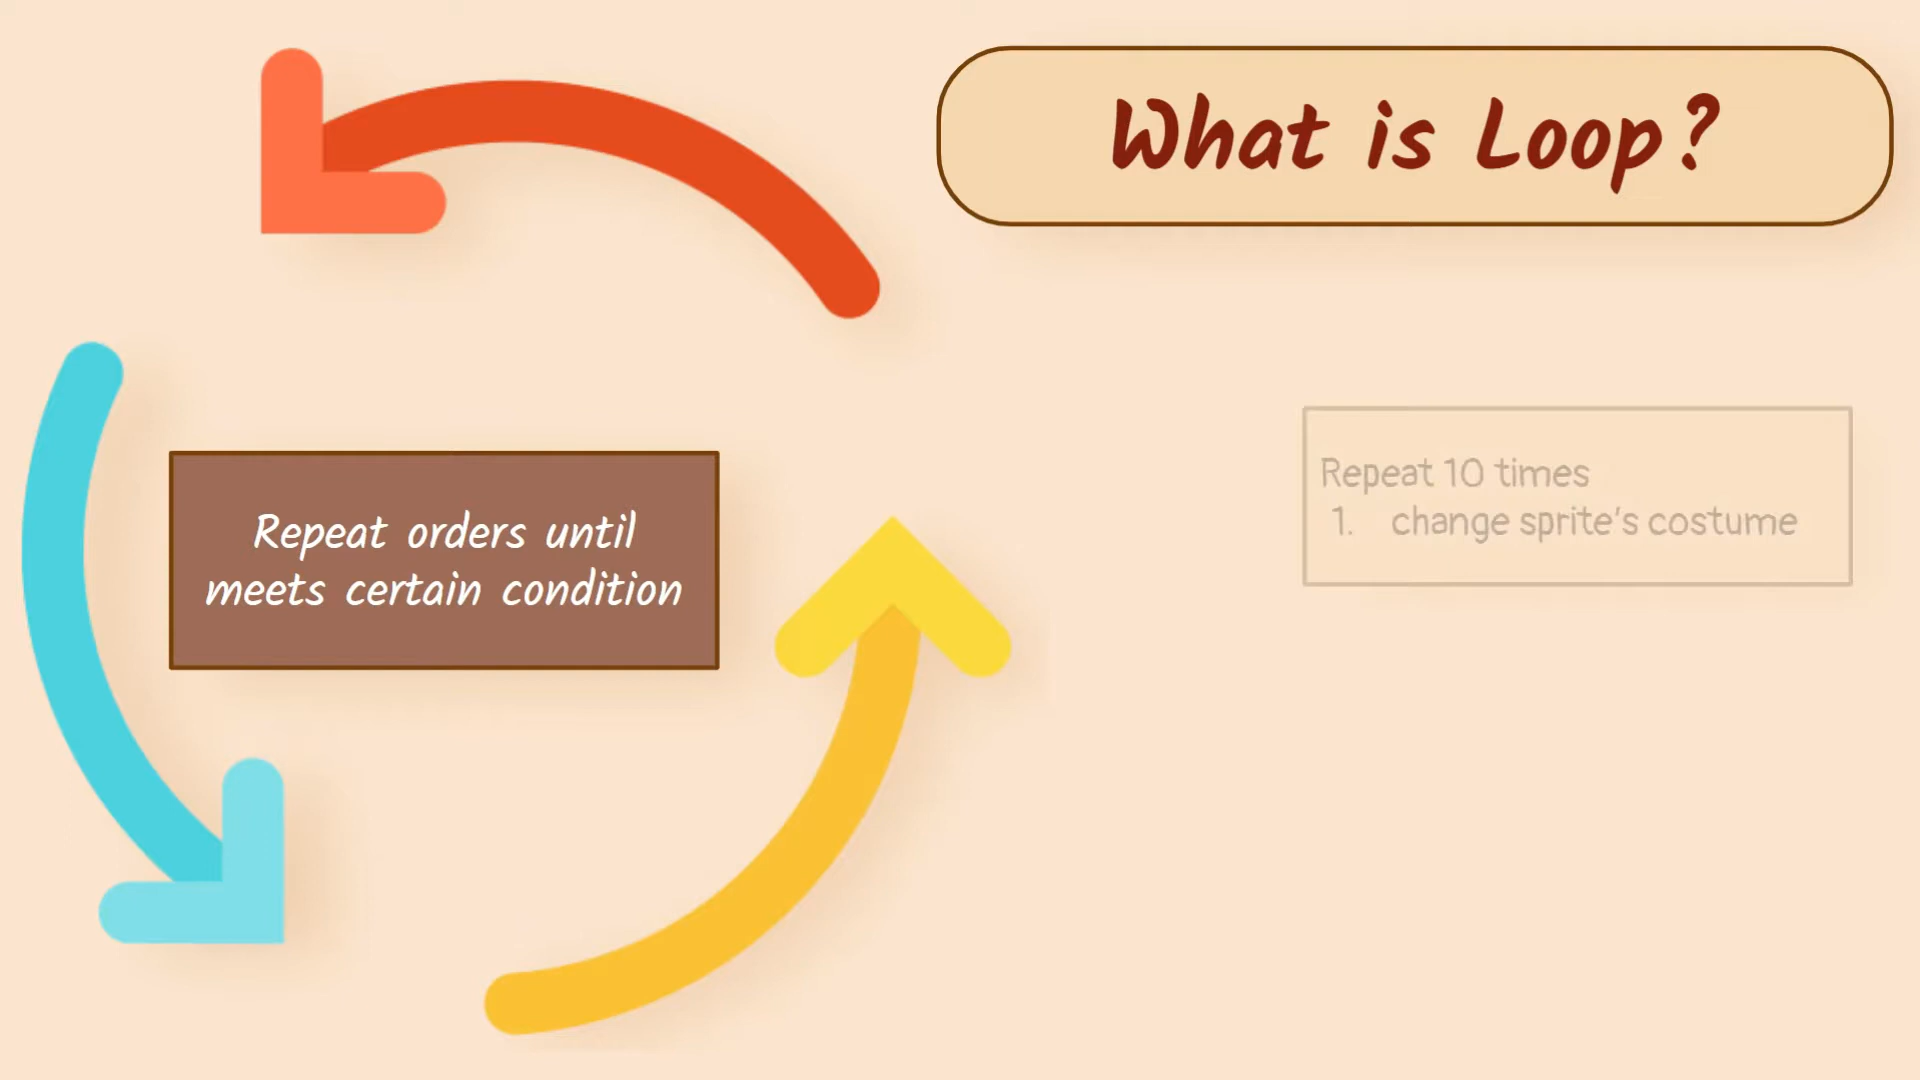 What is Loop?
Repeat orders until
meets certain condition
Repeat 10 times
1. change sprite's costume